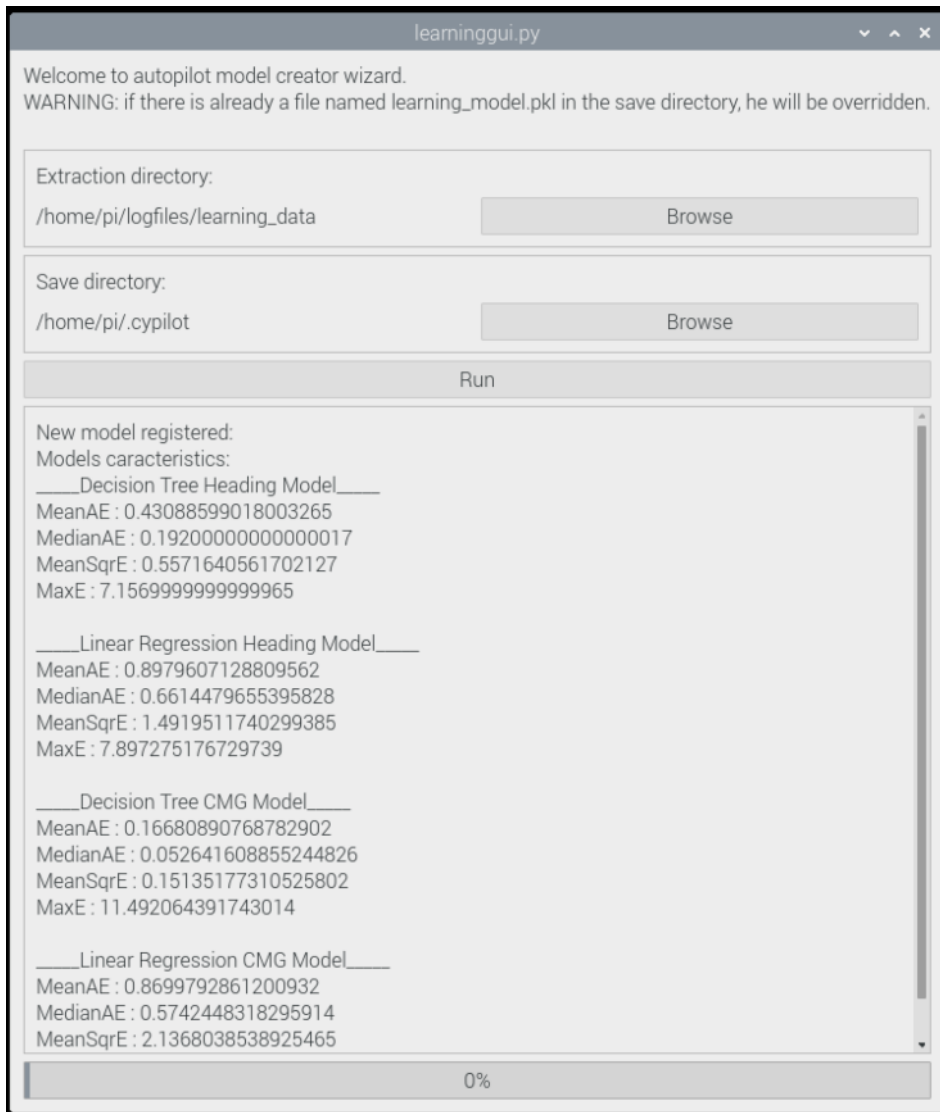 learninggui.py
Welcome to autopilot model creator wizard.
WARNING: if there is already a file named learning_model.pkl in the save directory, he will be overridden.
Extraction directory:
/home/pi/logfiles/learning_data
Browse
Save directory:
/home/pi/.cypilot
Browse
Run
New model registered:
Models caracteristics:
_____Decision Tree Heading Model_____
MeanAE : 0.43088599018003265
MedianAE : 0.19200000000000017
MeanSqrE : 0.5571640561702127
MaxE : 7.1569999999999965
_____Linear Regression Heading Model_____
MeanAE : 0.8979607128809562
MedianAE : 0.6614479655395828
MeanSqrE : 1.4919511740299385
MaxE : 7.897275176729739
_____Decision Tree CMG Model_____
MeanAE : 0.16680890768782902
MedianAE : 0.052641608855244826
MeanSqrE : 0.15135177310525802
MaxE : 11.492064391743014
_____Linear Regression CMG Model_____
MeanAE : 0.8699792861200932
MedianAE : 0.5742448318295914
MeanSqrE : 2.1368038538925465
0%